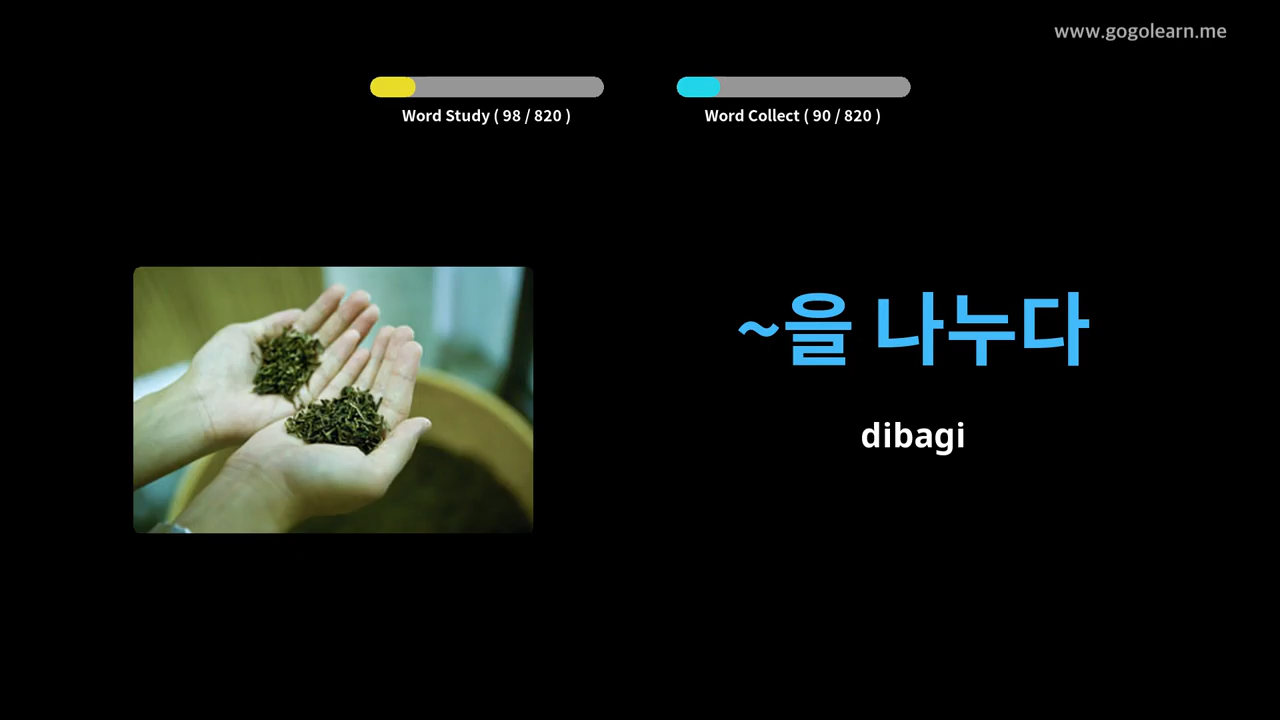 www.gogolearn.me
Word Study ( 98 / 820 )
Word Collect ( 90 / 820 )
~을 나누다
dibagi